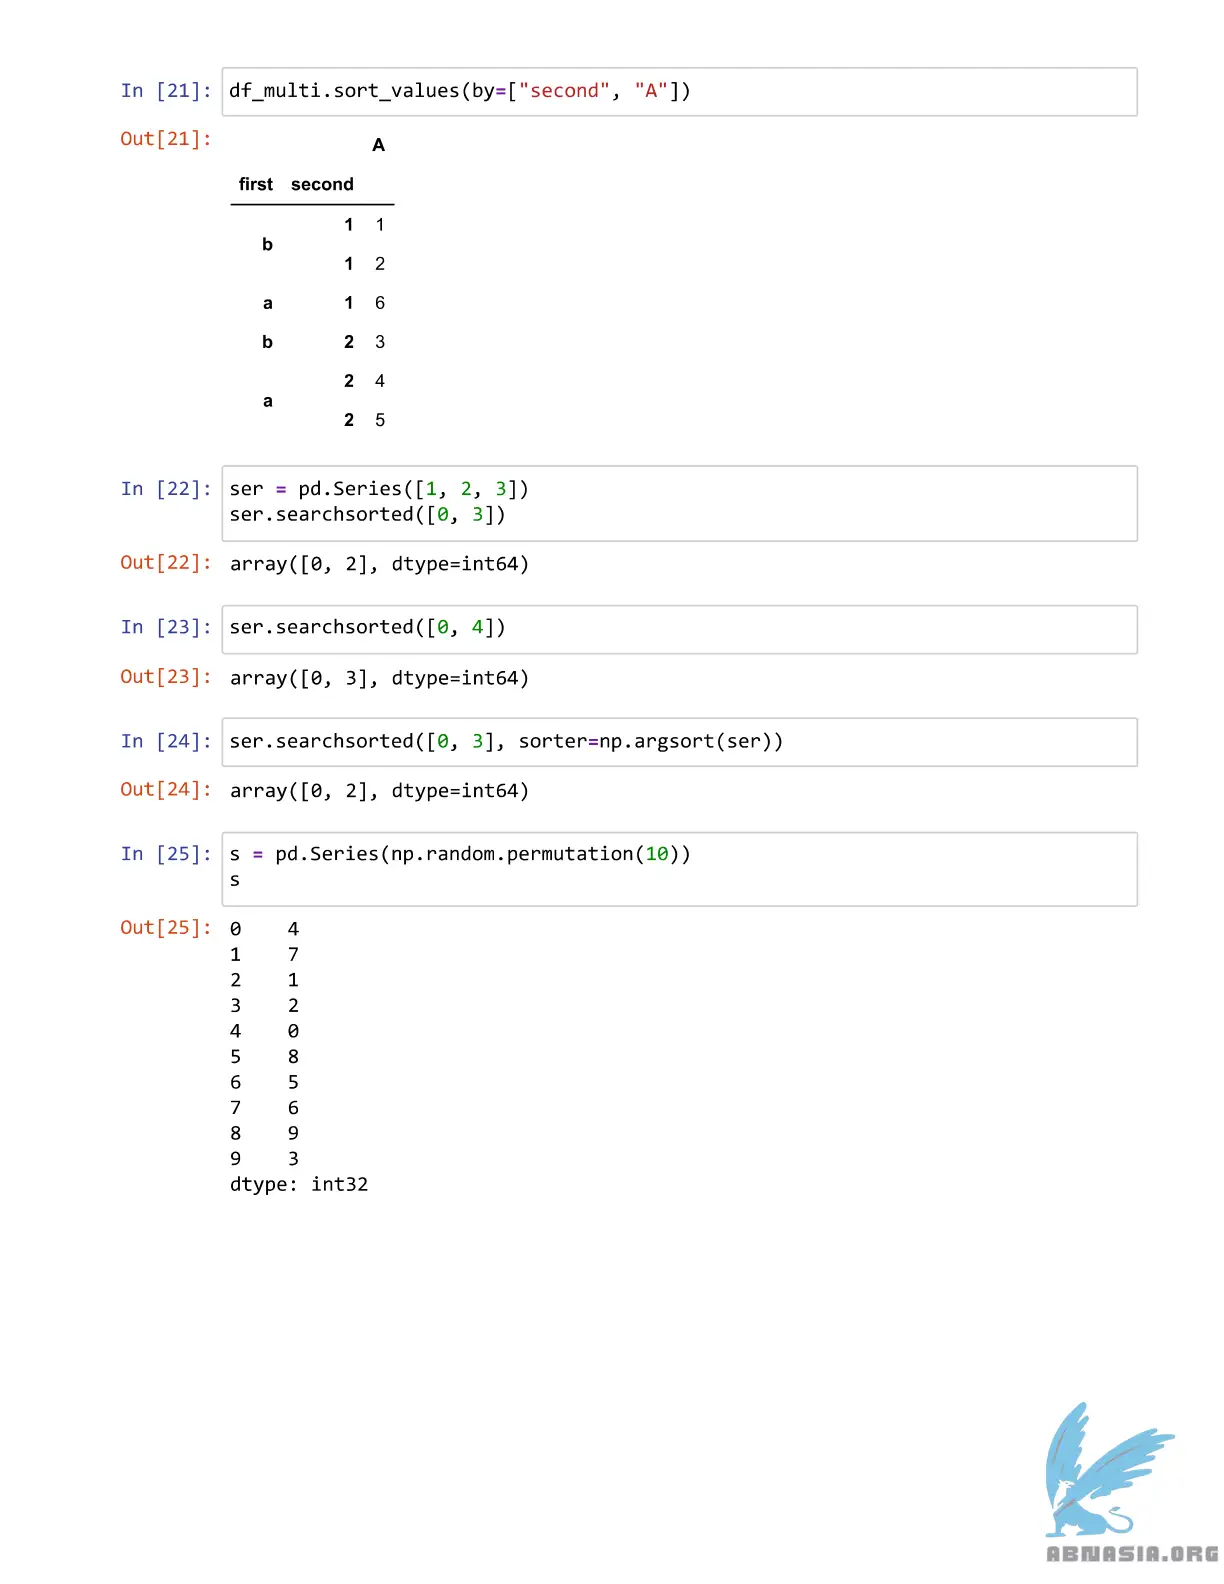 In [21]: df_multi.sort_values(by=["second", "A"])
Out[21]:
A
first second
b 1 1
1 2
a 1 6
b 2 3
a 2 4
2 5
In [22]: ser = pd.Series([1, 2, 3])
ser.searchsorted([0, 3])
Out[22]: array([0, 2], dtype=int64)
In [23]: ser.searchsorted([0, 4])
Out[23]: array([0, 3], dtype=int64)
In [24]: ser.searchsorted([0, 3], sorter=np.argsort(ser))
Out[24]: array([0, 2], dtype=int64)
In [25]: s = pd.Series(np.random.permutation(10))
s
Out[25]: 0 4
1 7
2 1
3 2
4 0
5 8
6 5
7 6
8 9
9 3
dtype: int32
ABNASIA.ORG